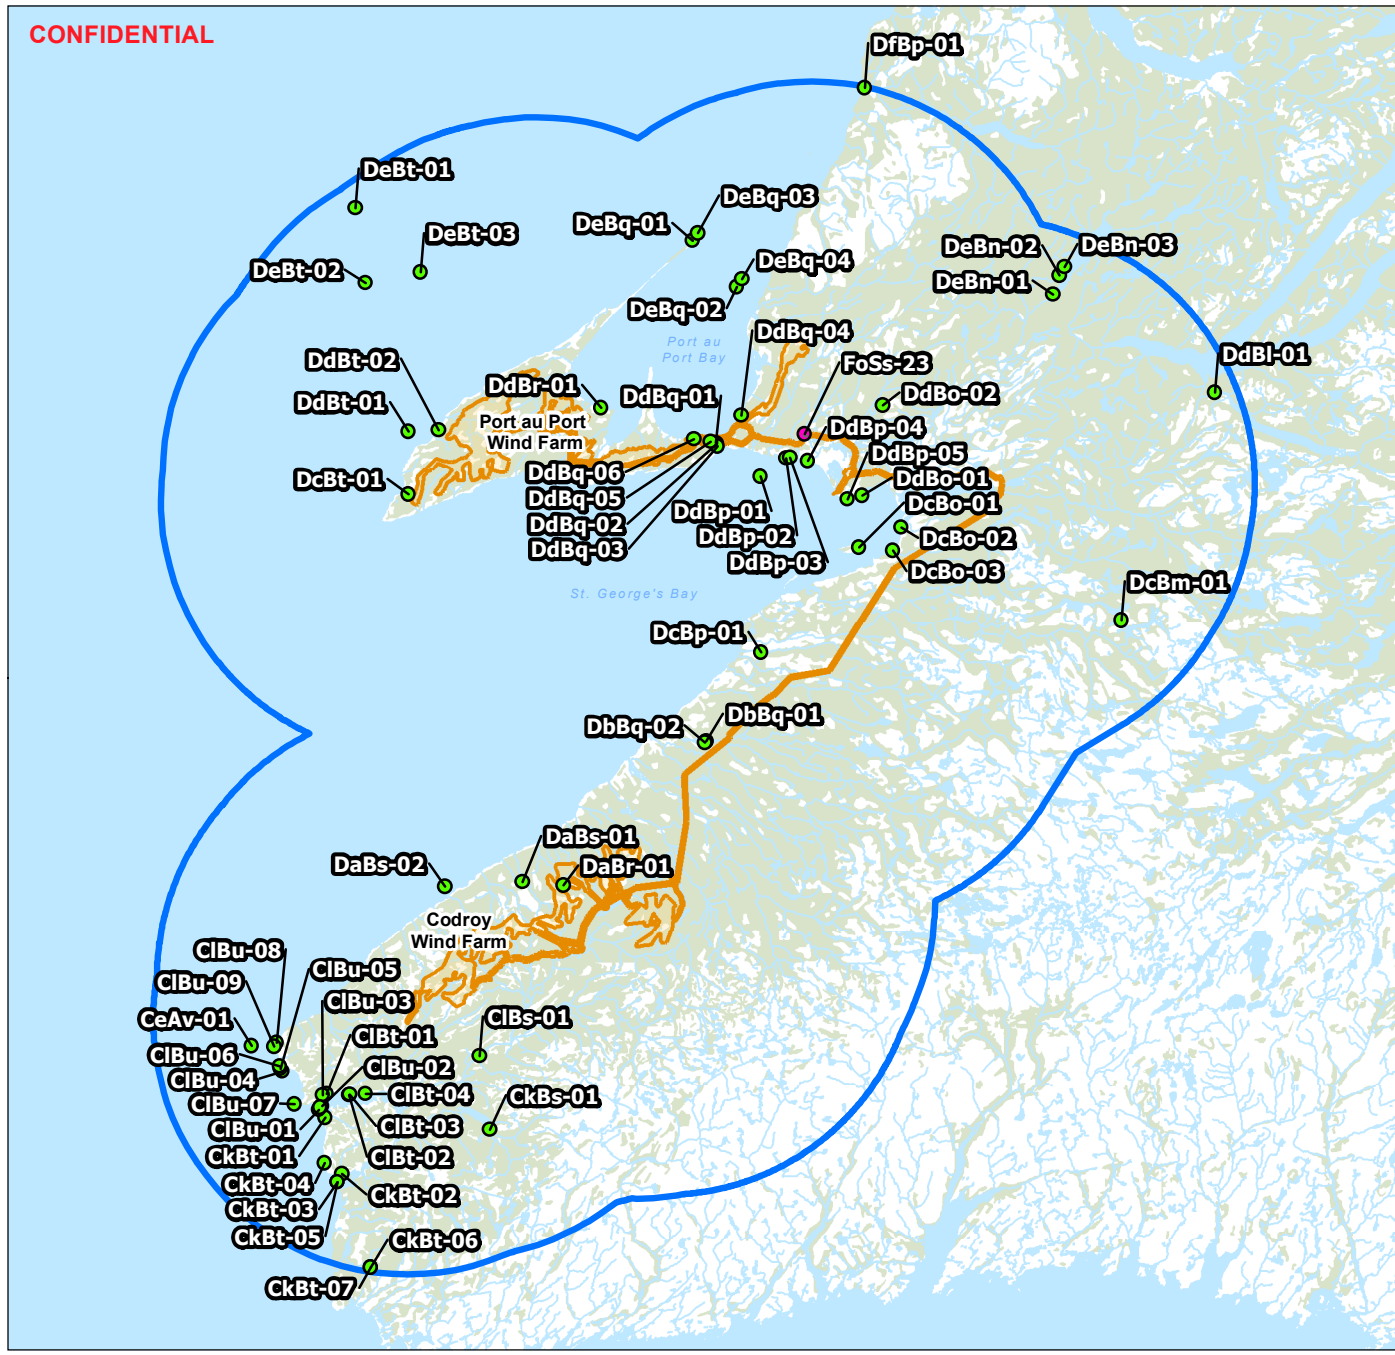 CONFIDENTIAL
DfBp-01
DeBt-01
DeBq-03
DeBq-01
DeBt-03
DeBn-02
DeBn-03
DeBt-02
DeBq-04
DeBn-01
DeBq-02
Port au
Port Bay
DdBq-04
DdBt-02
FoSs-23
DdBl-01
DdBr-01
DdBq-01
DdBo-02
DdBt-01
Port au Port
Wind Farm
DdBp-04
DdBp-05
DdBq-06
DcBt-01
DdBo-01
DdBq-05
DcBo-01
DdBp-01
DdBq-02
DdBp-02
DcBo-02
DdBq-03
DdBp-03
DcBo-03
DcBm-01
St. George's Bay
DcBp-01
DbBq-02
DbBq-01
DaBs-01
DaBs-02
DaBr-01
Codroy
Wind Farm
ClBu-08
ClBu-05
ClBu-09
ClBu-03
CeAv-01
ClBs-01
ClBt-01
ClBu-06
ClBu-02
ClBu-04
ClBt-04
CkBs-01
ClBu-07
ClBt-03
ClBu-01
CkBt-01
ClBt-02
CkBt-04
CkBt-02
CkBt-03
CkBt-05
CkBt-06
CkBt-07